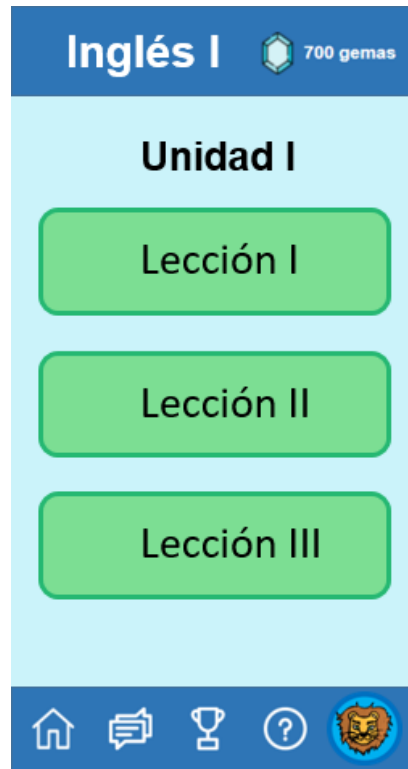 Inglés I
700 gemas
Unidad I
Lección I
Lección II
Lección III
?